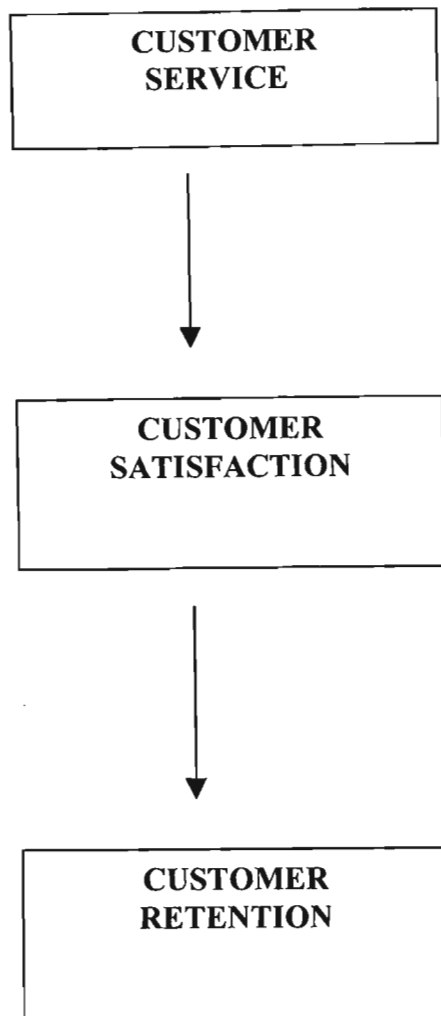 CUSTOMER
SERVICE
CUSTOMER
SATISFACTION
CUSTOMER
RETENTION